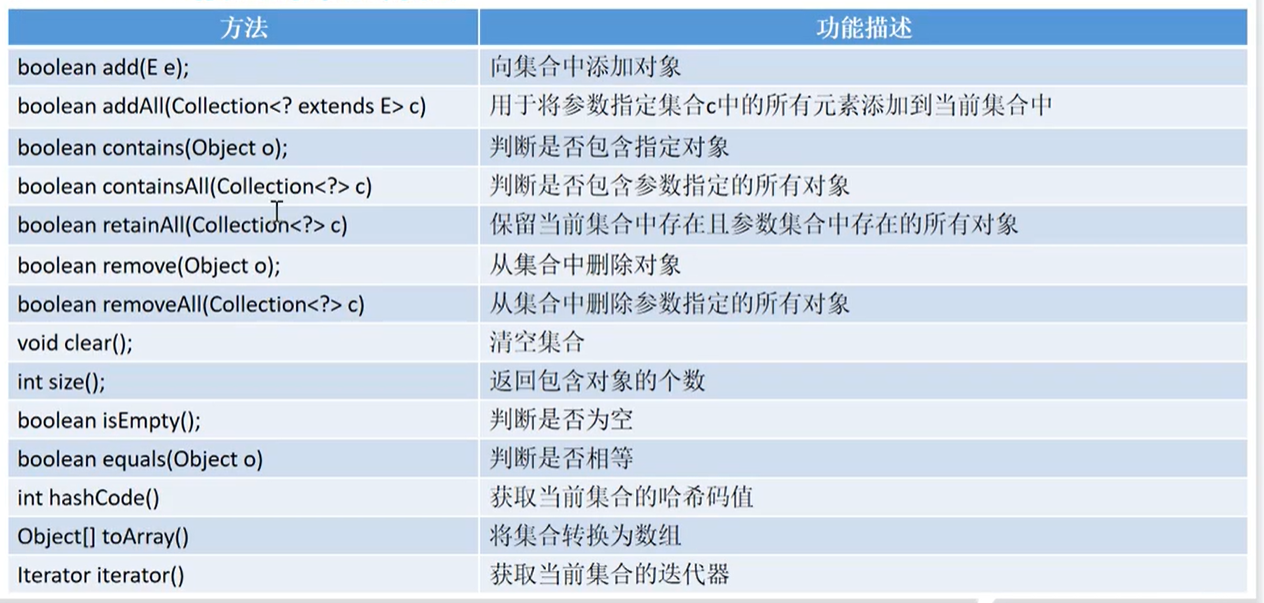 方法 功能描述
boolean add(E e); 向集合中添加对象
boolean addAll(Collection<? extends E> c) 用于将参数指定集合c中的所有元素添加到当前集合中
boolean contains(Object o); 判断是否包含指定对象
boolean containsAll(Collection<?> c) 判断是否包含参数指定的所有对象
boolean retainAll(Collection<?> c) 保留当前集合中存在且参数集合中存在的所有对象
boolean remove(Object o); 从集合中删除对象
boolean removeAll(Collection<?> c) 从集合中删除参数指定的所有对象
void clear(); 清空集合
int size(); 返回包含对象的个数
boolean isEmpty(); 判断是否为空
boolean equals(Object o) 判断是否相等
int hashCode() 获取当前集合的哈希码值
Object[] toArray() 将集合转换为数组
Iterator iterator() 获取当前集合的迭代器